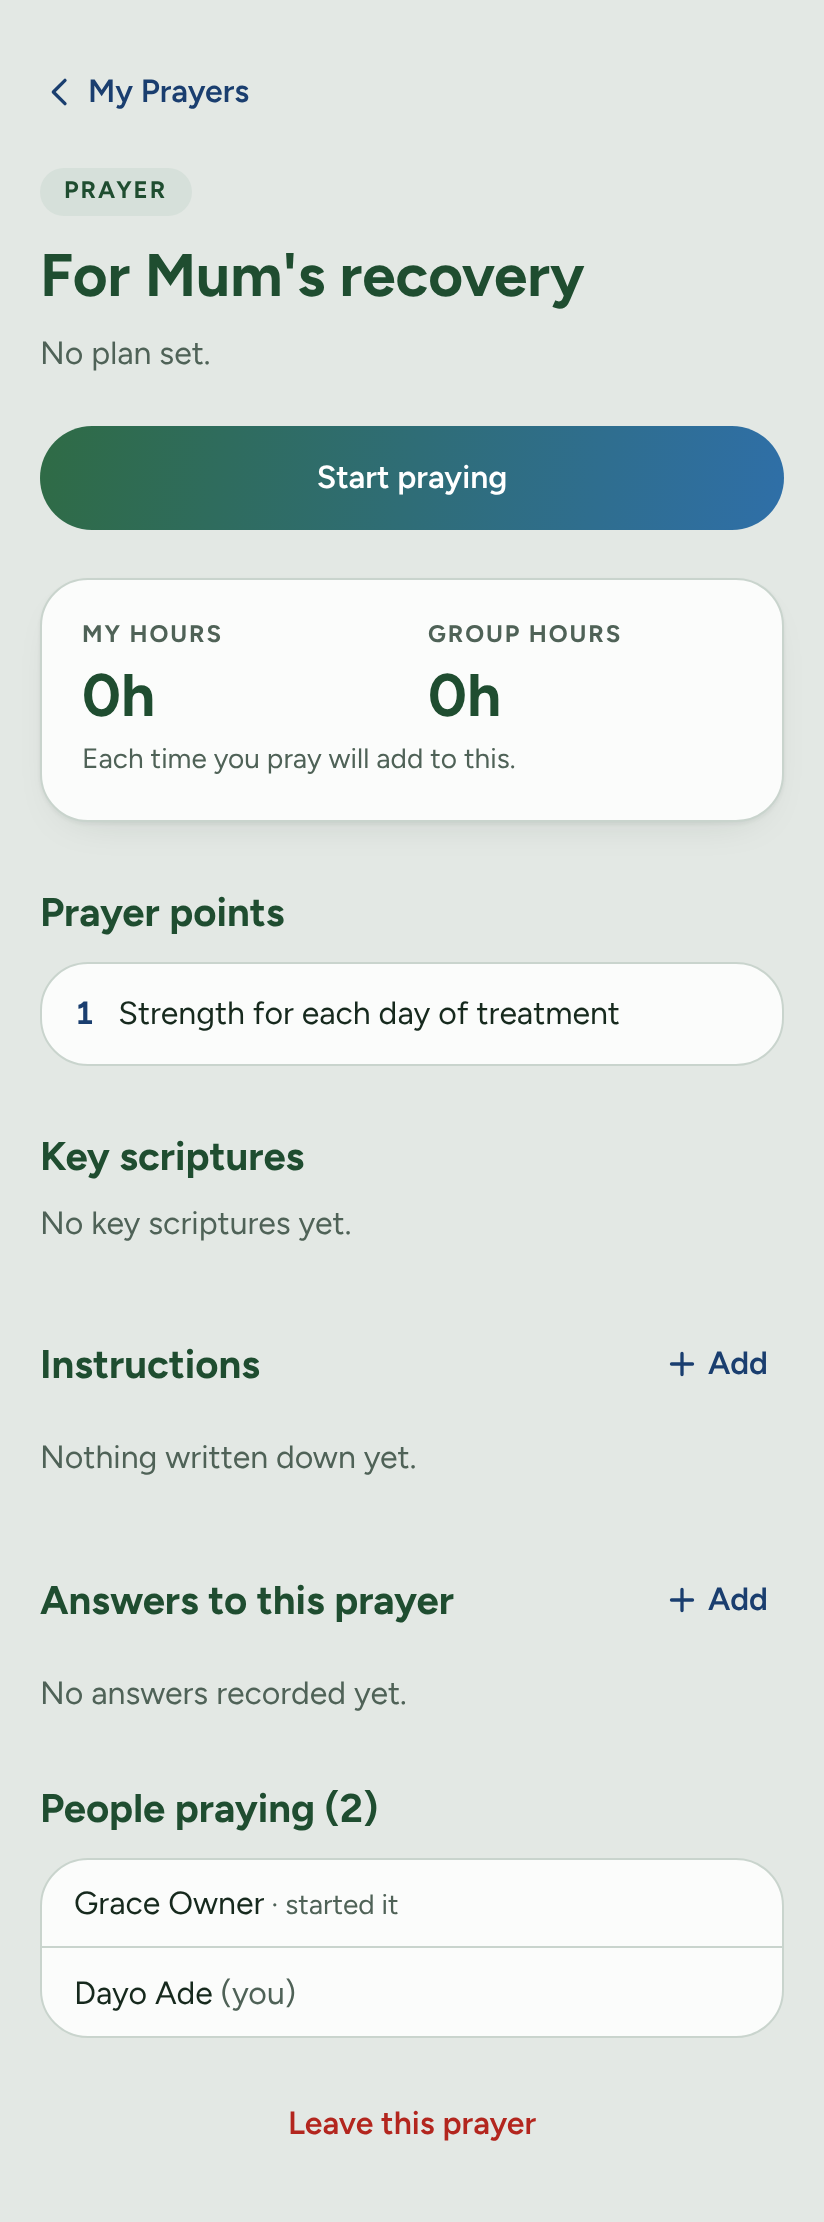 My Prayers
PRAYER
For Mum's recovery
No plan set.
Start praying
MY HOURS
GROUP HOURS
0h
0h
Each time you pray will add to this.
Prayer points
1 Strength for each day of treatment
Key scriptures
No key scriptures yet.
Instructions
+ Add
Nothing written down yet.
Answers to this prayer
+ Add
No answers recorded yet.
People praying (2)
Grace Owner · started it
Dayo Ade (you)
Leave this prayer